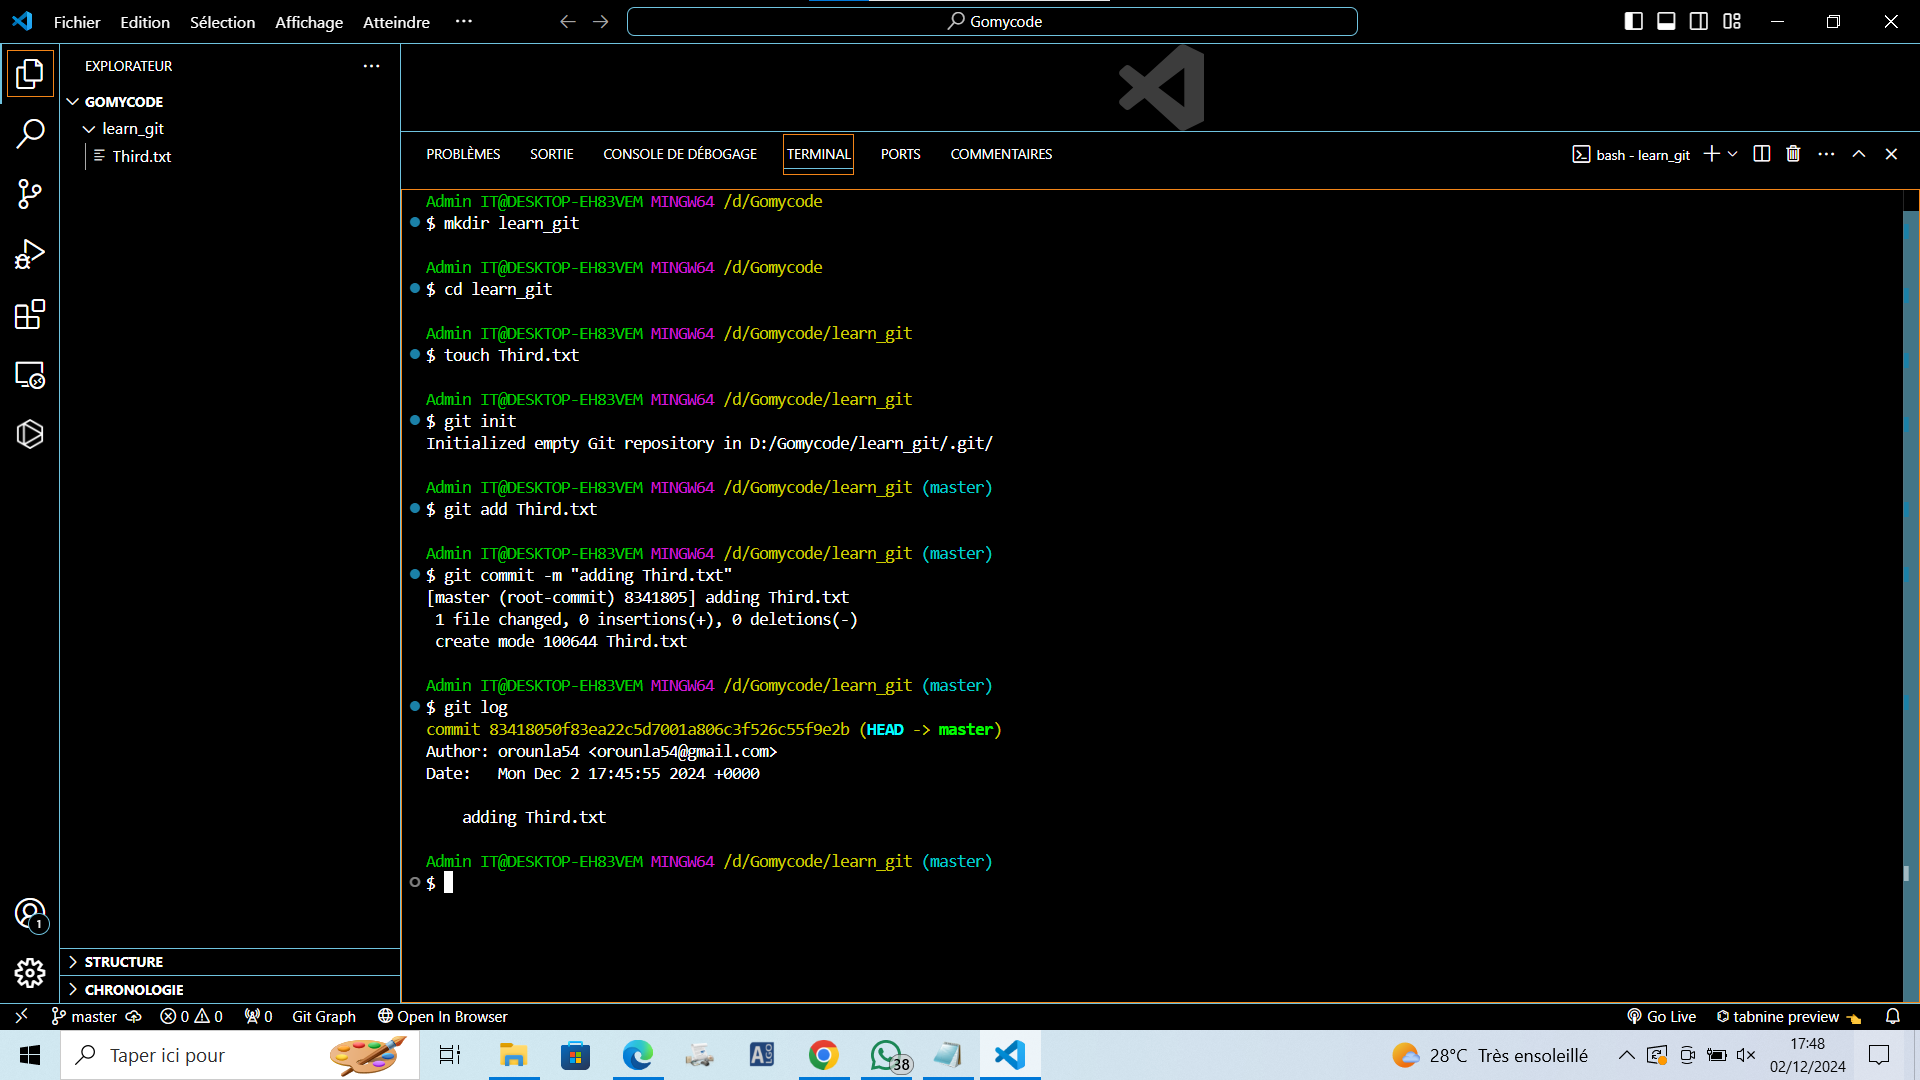 Fichier Edition Sélection Affichage Atteindre ··· Gomycode
EXPLORATEUR
GOMYCODE
learn_git
Third.txt
STRUCTURE
CHRONOLOGIE
PROBLÈMES SORTIE CONSOLE DE DÉBOGAGE TERMINAL PORTS COMMENTAIRES bash - learn_git
Admin IT@DESKTOP-EH83VEM MINGW64 /d/Gomycode
$ mkdir learn_git
Admin IT@DESKTOP-EH83VEM MINGW64 /d/Gomycode
$ cd learn_git
Admin IT@DESKTOP-EH83VEM MINGW64 /d/Gomycode/learn_git
$ touch Third.txt
Admin IT@DESKTOP-EH83VEM MINGW64 /d/Gomycode/learn_git
$ git init
Initialized empty Git repository in D:/Gomycode/learn_git/.git/
Admin IT@DESKTOP-EH83VEM MINGW64 /d/Gomycode/learn_git (master)
$ git add Third.txt
Admin IT@DESKTOP-EH83VEM MINGW64 /d/Gomycode/learn_git (master)
$ git commit -m "adding Third.txt"
[master (root-commit) 8341805] adding Third.txt
1 file changed, 0 insertions(+), 0 deletions(-)
create mode 100644 Third.txt
Admin IT@DESKTOP-EH83VEM MINGW64 /d/Gomycode/learn_git (master)
$ git log
commit 83418050f83ea22c5d7001a806c3f526c55f9e2b (HEAD -> master)
Author: orounla54 <orounla54@gmail.com>
Date: Mon Dec 2 17:45:55 2024 +0000
adding Third.txt
Admin IT@DESKTOP-EH83VEM MINGW64 /d/Gomycode/learn_git (master)
$
1
master 0 0 0 Git Graph Open In Browser Go Live tabnine preview
Taper ici pour ALGO 38 28°C Très ensoleillé 17:48
02/12/2024